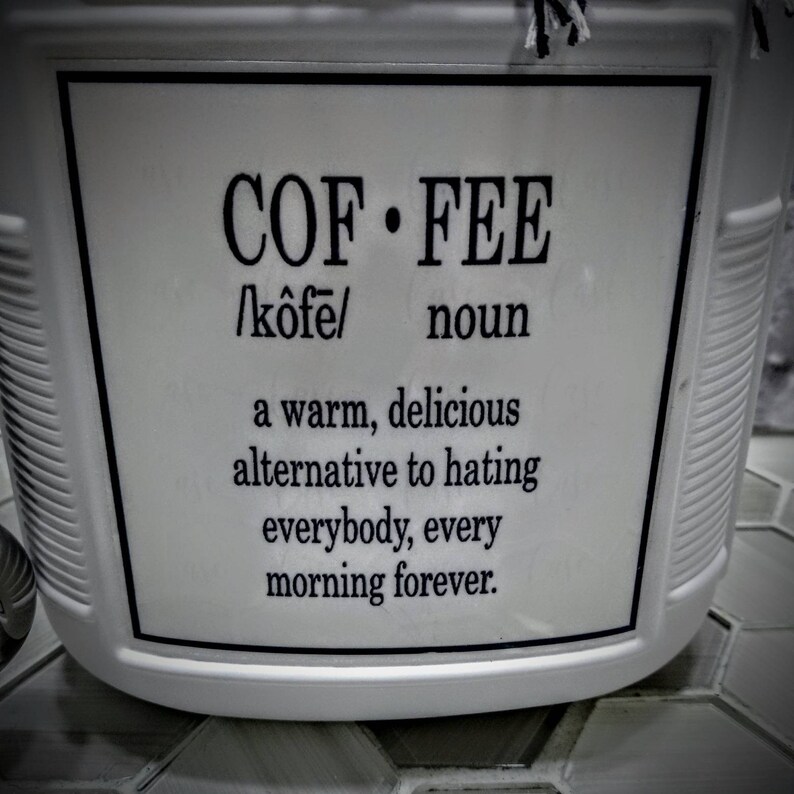 COF•FEE
/kôfē/ noun
a warm, delicious
alternative to hating
everybody, every
morning forever.